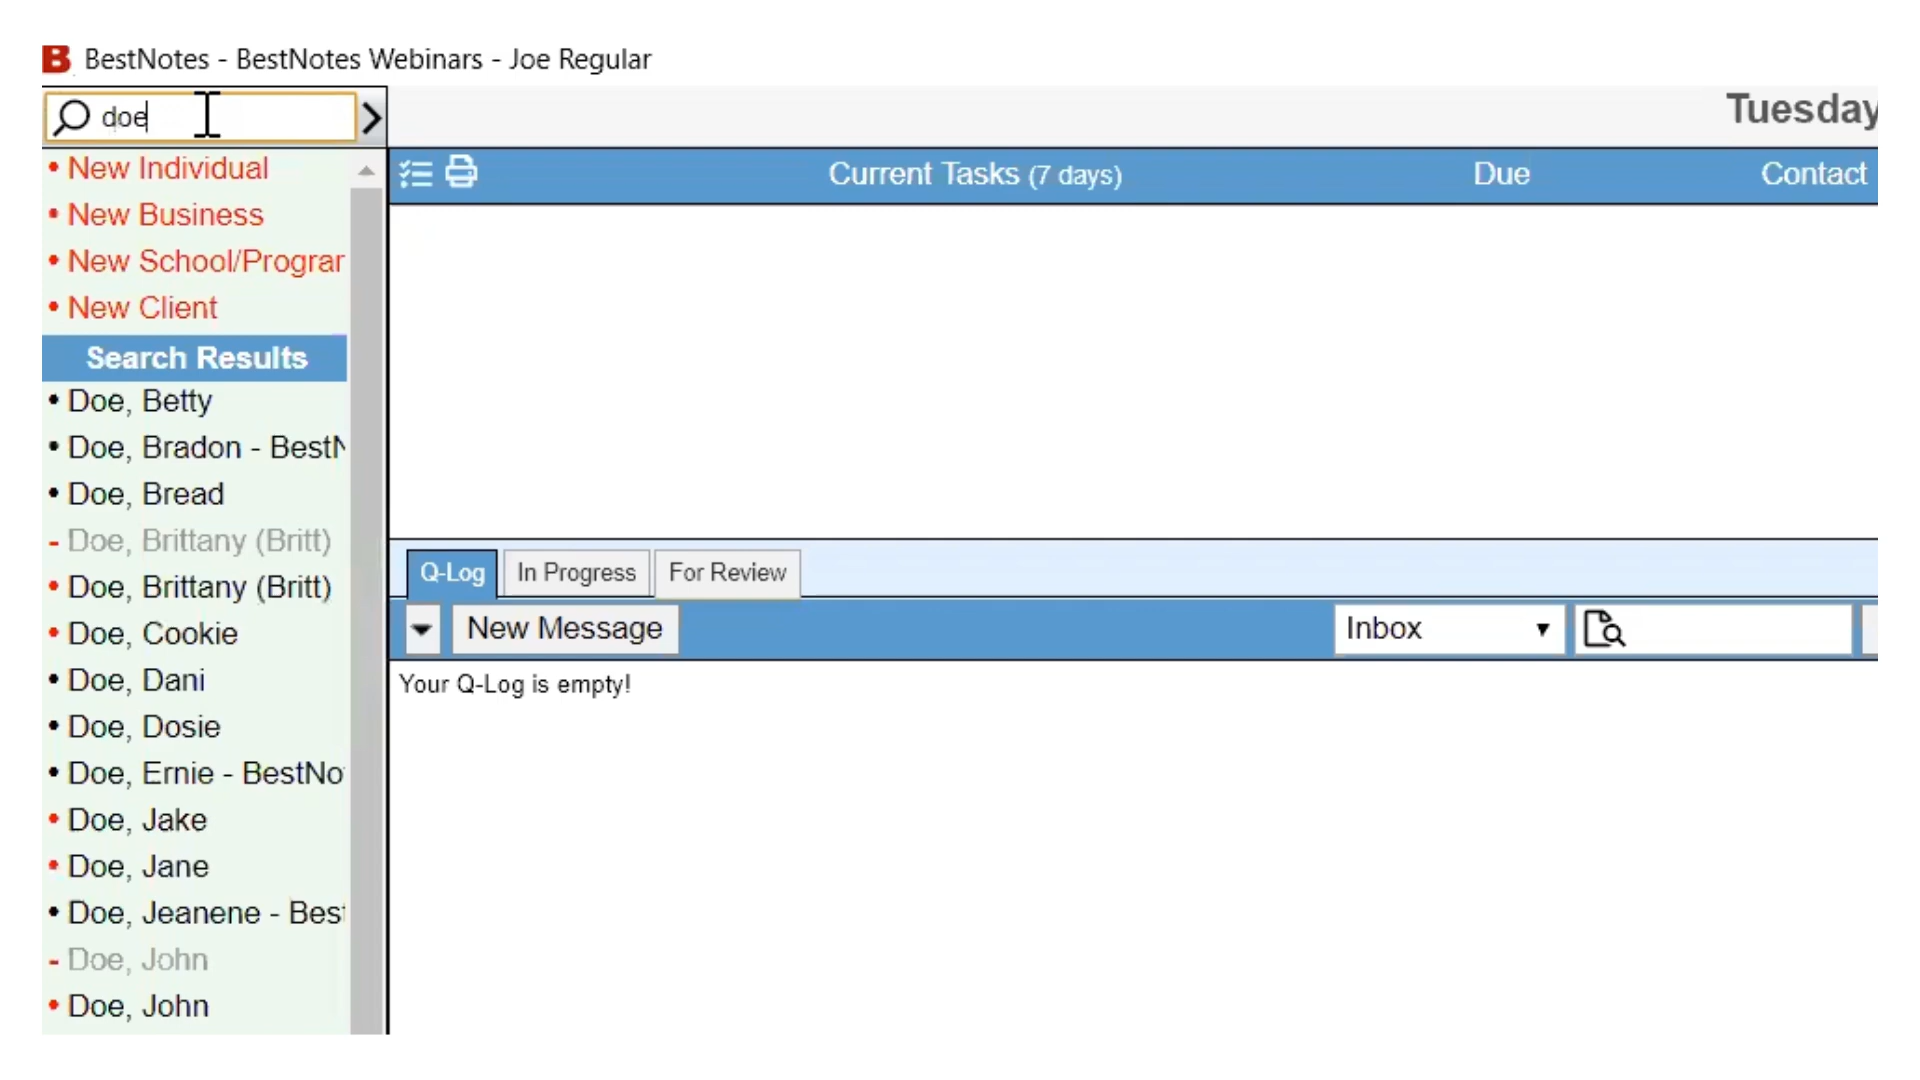 B BestNotes - BestNotes Webinars - Joe Regular
doe
Tuesday
• New Individual
• New Business
• New School/Prograr
• New Client
Search Results
• Doe, Betty
• Doe, Bradon - BestN
• Doe, Bread
- Doe, Brittany (Britt)
• Doe, Brittany (Britt)
• Doe, Cookie
• Doe, Dani
• Doe, Dosie
• Doe, Ernie - BestNo
• Doe, Jake
• Doe, Jane
• Doe, Jeanene - Best
- Doe, John
• Doe, John
Current Tasks (7 days) Due Contact
Q-Log In Progress For Review
New Message Inbox
Your Q-Log is empty!